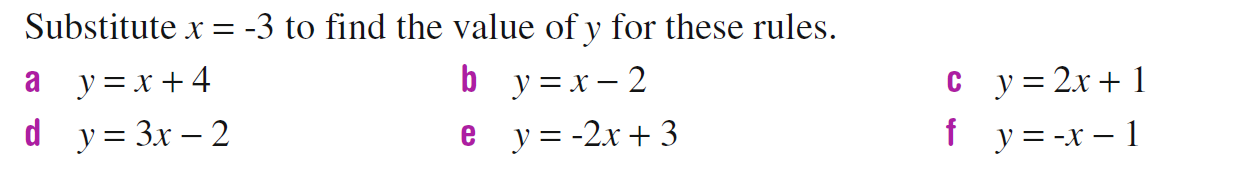 Substitute x = -3 to find the value of y for these rules.
a y = x + 4 b y = x – 2 c y = 2x + 1
d y = 3x – 2 e y = -2x + 3 f y = -x – 1